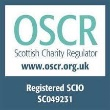 OSCR
Scottish Charity Regulator
www.oscr.org.uk
Registered SCIO
SC049231